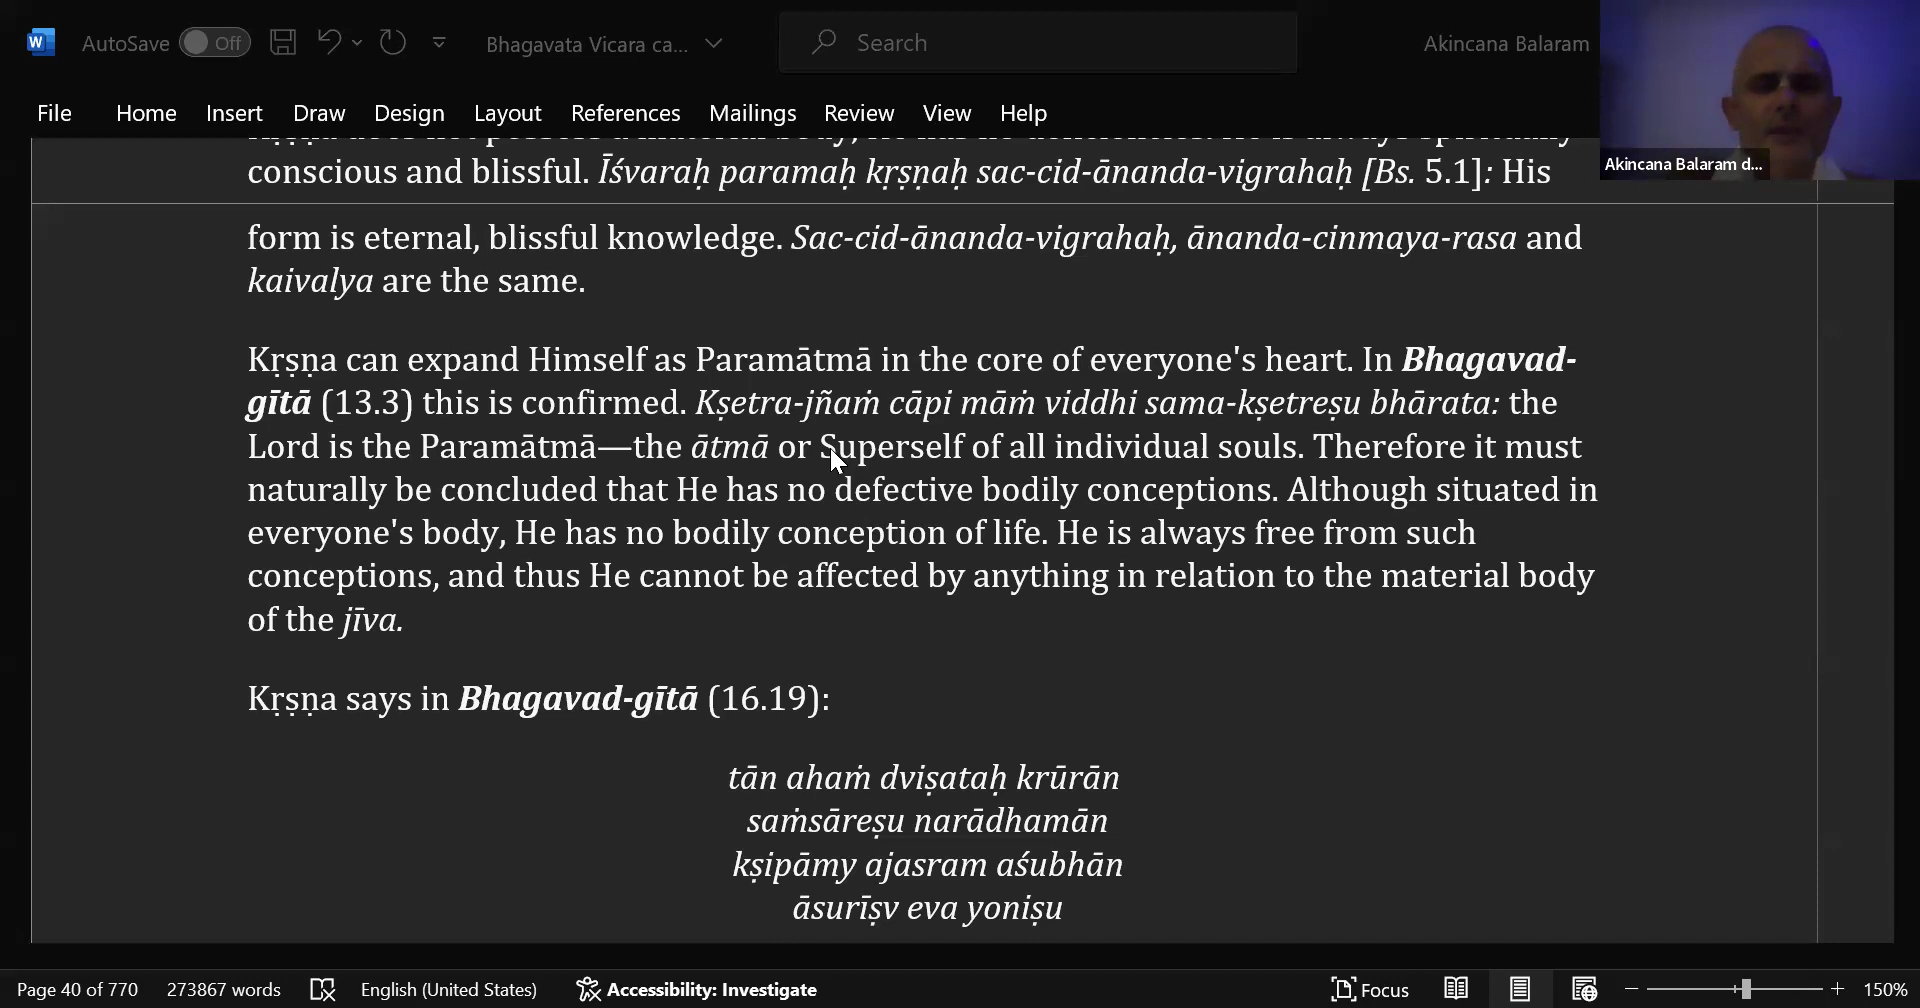 W AutoSave Off Bhagavata Vicara ca... Search Akincana Balaram
File Home Insert Draw Design Layout References Mailings Review View Help
Akincana Balaram d...
Kṛṣṇa does not possess a material body, He has no
conscious and blissful. Īśvaraḥ paramaḥ kṛṣṇaḥ sac-cid-ānanda-vigrahaḥ [Bs. 5.1]: His
form is eternal, blissful knowledge. Sac-cid-ānanda-vigrahaḥ, ānanda-cinmaya-rasa and
kaivalya are the same.
Kṛṣṇa can expand Himself as Paramātmā in the core of everyone's heart. In Bhagavad-
gītā (13.3) this is confirmed. Kṣetra-jñaṁ cāpi māṁ viddhi sama-kṣetreṣu bhārata: the
Lord is the Paramātmā—the ātmā or Superself of all individual souls. Therefore it must
naturally be concluded that He has no defective bodily conceptions. Although situated in
everyone's body, He has no bodily conception of life. He is always free from such
conceptions, and thus He cannot be affected by anything in relation to the material body
of the jīva.
Kṛṣṇa says in Bhagavad-gītā (16.19):
tān ahaṁ dviṣataḥ krūrān
saṁsāreṣu narādhamān
kṣipāmy ajasram aśubhān
āsurīṣv eva yoniṣu
Page 40 of 770 273867 words English (United States) Accessibility: Investigate Focus 150%